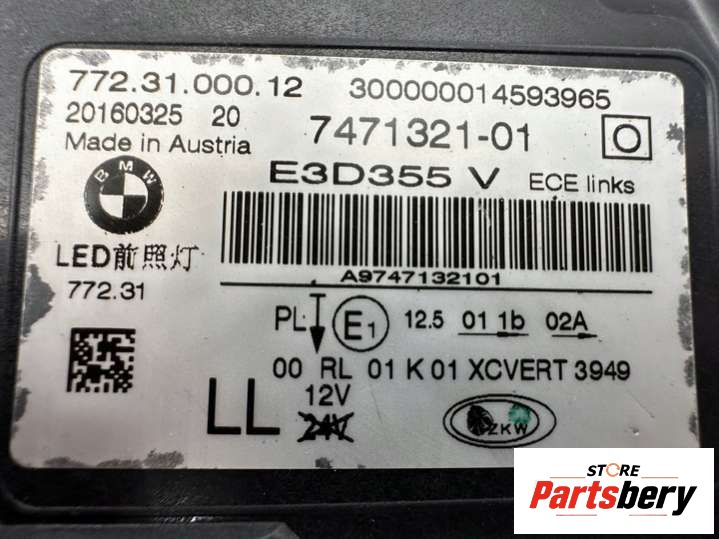 772.31.000.12 300000014593965
20160325 20 7471321-01 O
Made in Austria
BMW E3D355 V ECE links
LED前照灯
A9747132101
772.31
PL E1 12.5 01 1b 02A
00 RL 01 K 01 XCVERT 3949
LL 12V
24V
ZKW
STORE
Partsbery